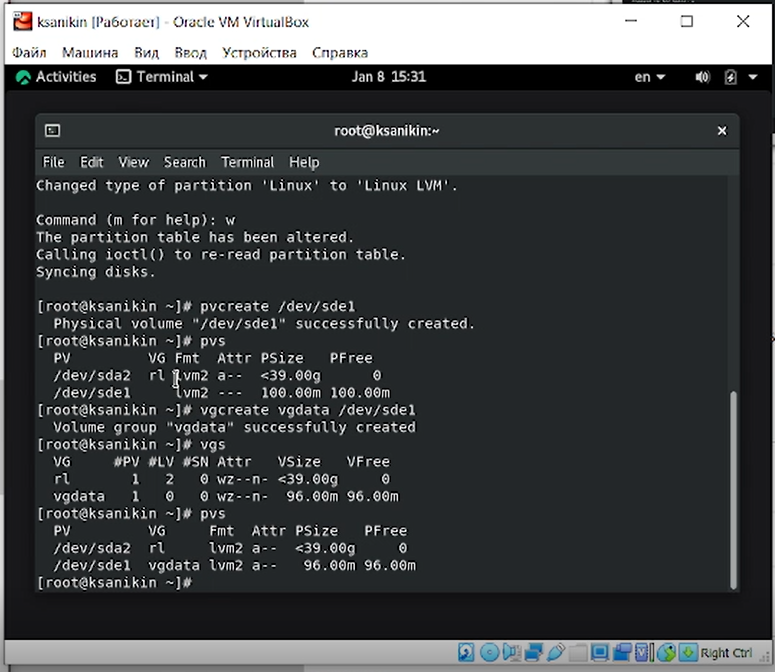 ksanikin [Работает] - Oracle VM VirtualBox
Файл Машина Вид Ввод Устройства Справка
Activities Terminal Jan 8 15:31 en
root@ksanikin:~
File Edit View Search Terminal Help
Changed type of partition 'Linux' to 'Linux LVM'.
Command (m for help): w
The partition table has been altered.
Calling ioctl() to re-read partition table.
Syncing disks.
[root@ksanikin ~]# pvcreate /dev/sde1
  Physical volume "/dev/sde1" successfully created.
[root@ksanikin ~]# pvs
  PV         VG Fmt  Attr PSize   PFree
  /dev/sda2  rl lvm2 a--  <39.00g      0
  /dev/sde1     lvm2 ---  100.00m 100.00m
[root@ksanikin ~]# vgcreate vgdata /dev/sde1
  Volume group "vgdata" successfully created
[root@ksanikin ~]# vgs
  VG     #PV #LV #SN Attr   VSize   VFree
  rl       1   2   0 wz--n- <39.00g     0
  vgdata   1   0   0 wz--n-  96.00m 96.00m
[root@ksanikin ~]# pvs
  PV         VG     Fmt  Attr PSize   PFree
  /dev/sda2  rl     lvm2 a--  <39.00g     0
  /dev/sde1  vgdata lvm2 a--   96.00m 96.00m
[root@ksanikin ~]#
Right Ctrl